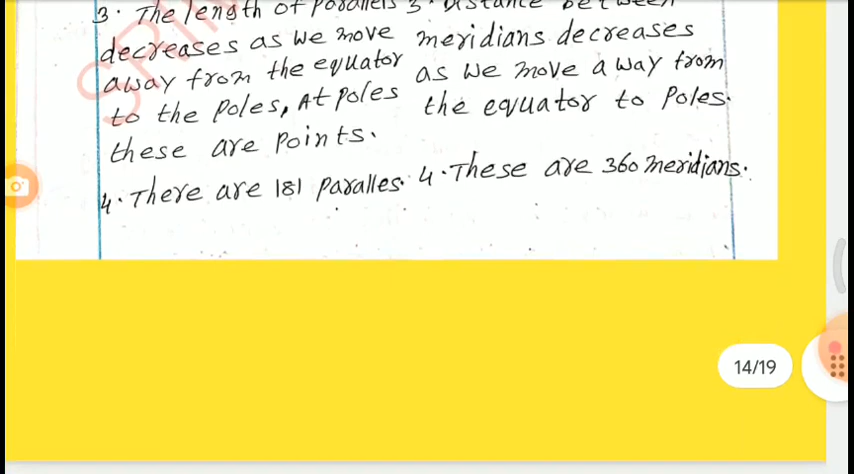 3. The length of Parallels
decreases as we move
away from the equator
to the Poles, At Poles
these are Points.
4. There are 181 Paralles.
3. Distance between
meridians decreases
as we move a way from
the equator to Poles.
4. These are 360 meridians.
14/19